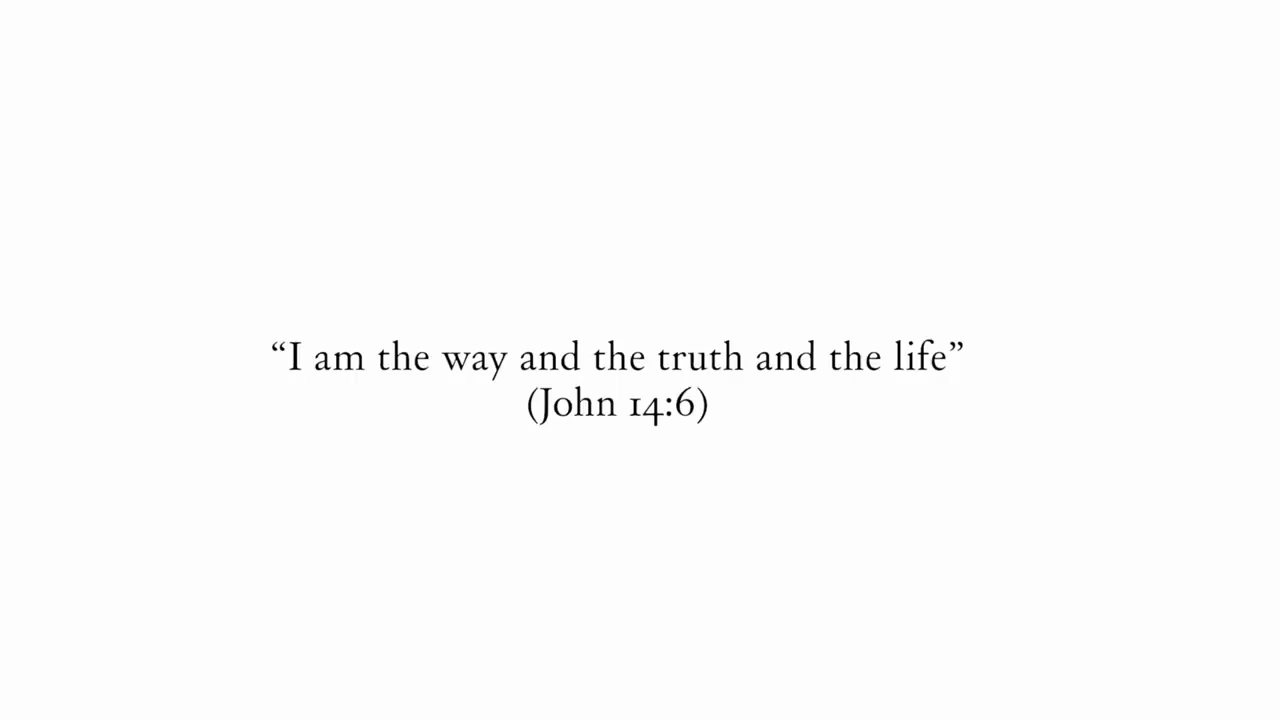 “I am the way and the truth and the life”
(John 14:6)